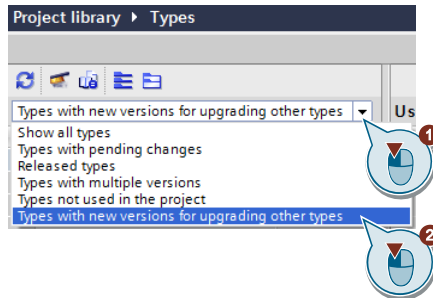 Project library ▸ Types
Types with new versions for upgrading other types
Us
Show all types
Types with pending changes
Released types
Types with multiple versions
Types not used in the project
Types with new versions for upgrading other types
1
2